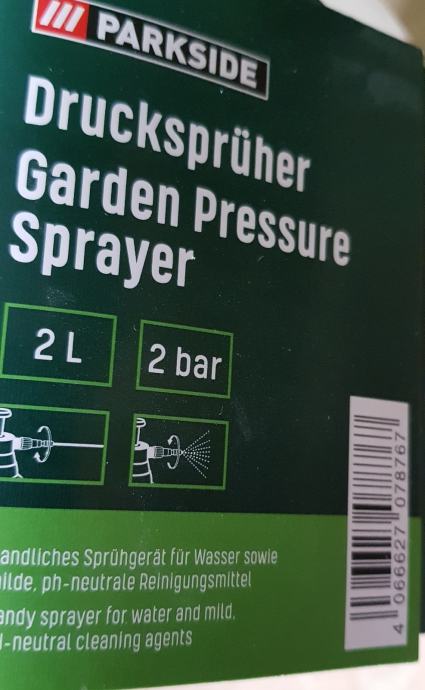 PARKSIDE
Drucksprüher
Garden Pressure
Sprayer
2 L
2 bar
andliches Sprühgerät für Wasser sowie
ilde, ph-neutrale Reinigungsmittel
andy sprayer for water and mild,
-neutral cleaning agents
4 066627 078767